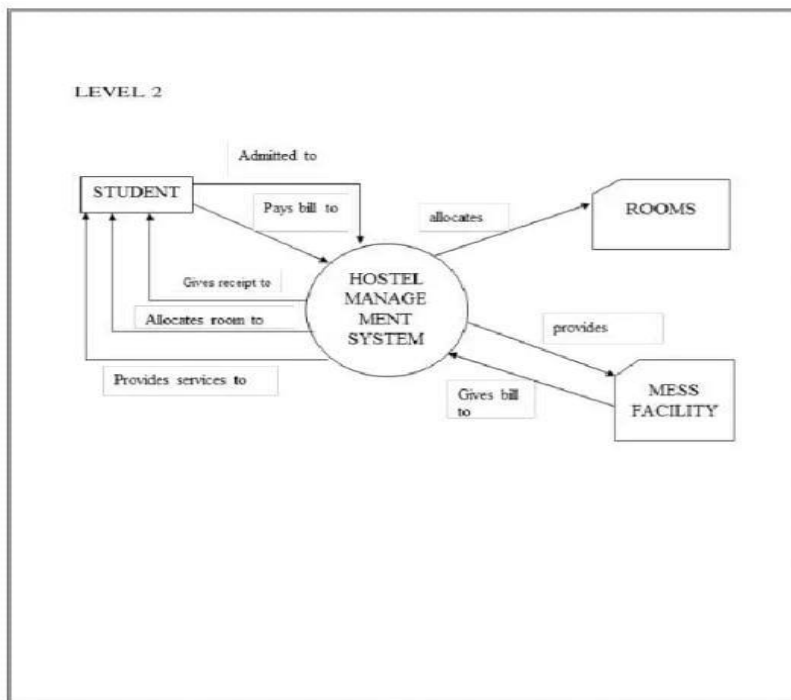 LEVEL 2
Admitted to
STUDENT
Pays bill to
allocates
ROOMS
Gives receipt to
HOSTEL
MANAGE
MENT
SYSTEM
Allocates room to
provides
Provides services to
Gives bill
to
MESS
FACILITY